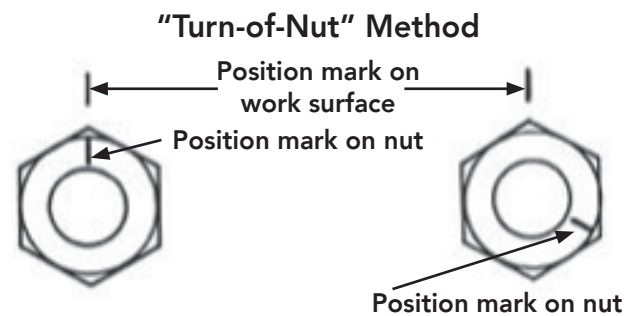 "Turn-of-Nut" Method
Position mark on
work surface
Position mark on nut
Position mark on nut